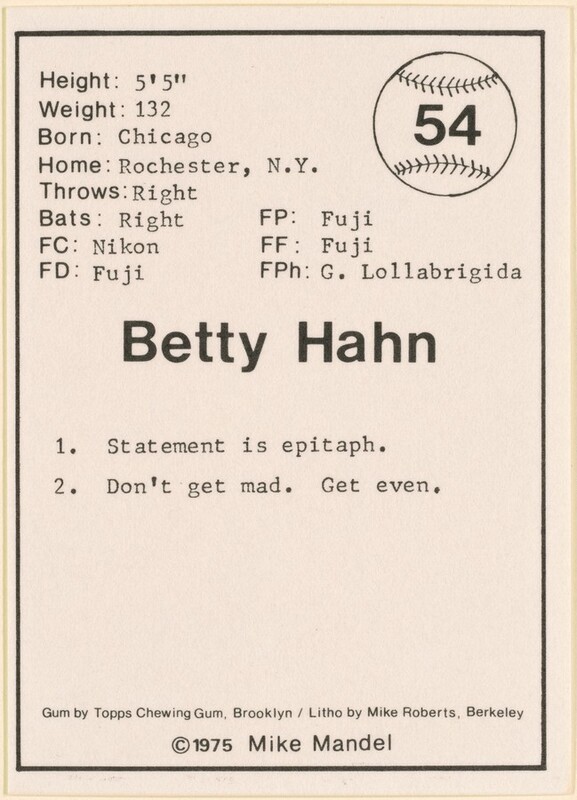 Height: 5'5"
54
Weight: 132
Born: Chicago
Home: Rochester, N.Y.
Throws: Right
Bats: Right FP: Fuji
FC: Nikon FF: Fuji
FD: Fuji FPh: G. Lollabrigida
Betty Hahn
1. Statement is epitaph.
2. Don't get mad. Get even.
Gum by Topps Chewing Gum, Brooklyn / Litho by Mike Roberts, Berkeley
©1975 Mike Mandel